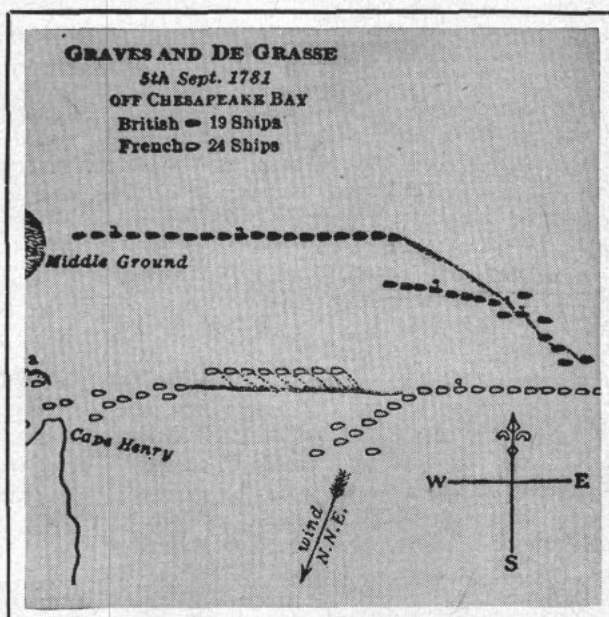 GRAVES AND DE GRASSE
5th Sept. 1781
OFF CHESAPEAKE BAY
British 19 Ships
French 24 Ships
Middle Ground
Cape Henry
wind
N.N.E.
W
E
S